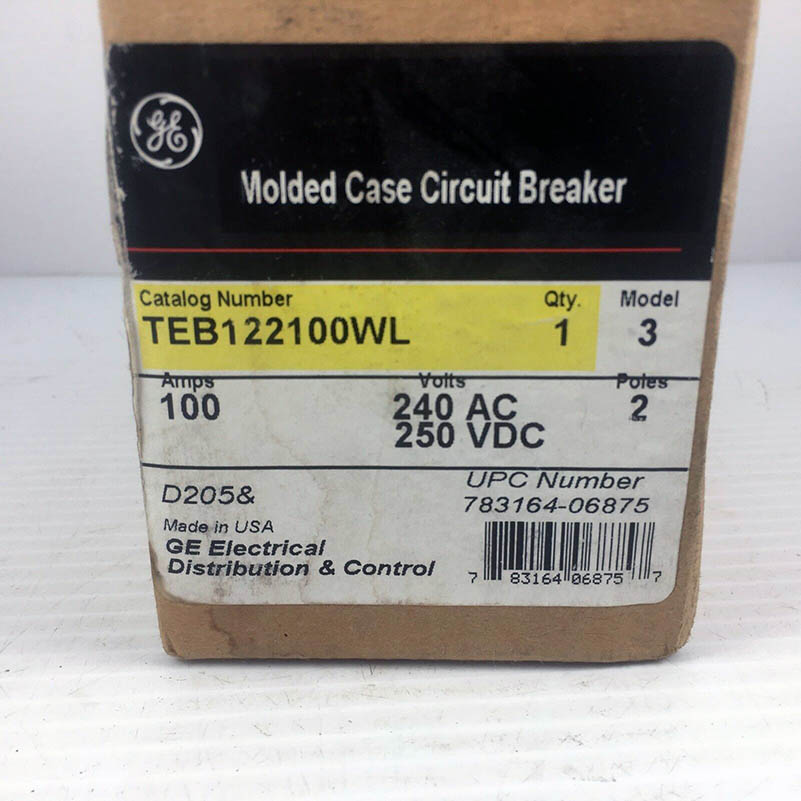 GE
Molded Case Circuit Breaker
Catalog Number Qty. Model
TEB122100WL 1 3
Amps Volts Poles
100 240 AC 2
250 VDC
UPC Number
D205& 783164-06875
Made in USA
GE Electrical
Distribution & Control
7 83164 06875 7